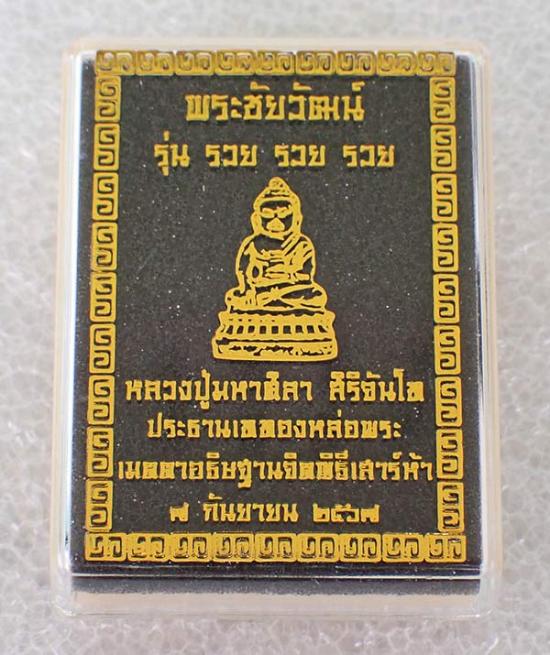 พระชัยวัฒน์
รุ่น รวย รวย รวย
หลวงปู่มหาศิลา สิริจันโท
ประธานเททองหล่อพระ
เมตตาอธิษฐานจิตพิธีเสาร์ห้า
๗ กันยายน ๒๕๖๗